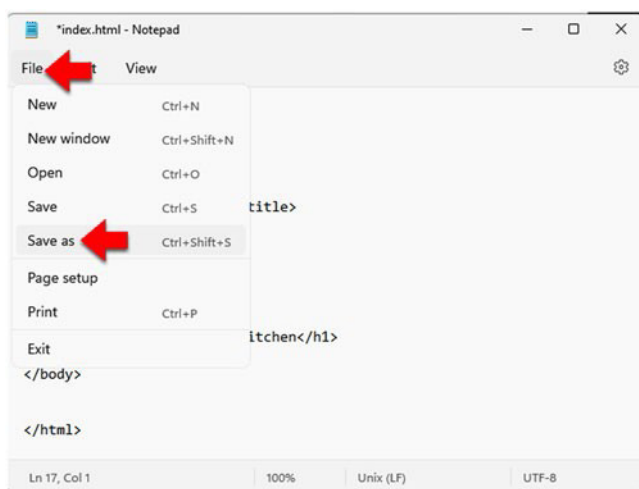 *index.html - Notepad
File t View
New Ctrl+N
New window Ctrl+Shift+N
Open Ctrl+O
Save Ctrl+S
title>
Save as Ctrl+Shift+S
Page setup
Print Ctrl+P
itchen</h1>
Exit
</body>
</html>
Ln 17, Col 1 100% Unix (LF) UTF-8